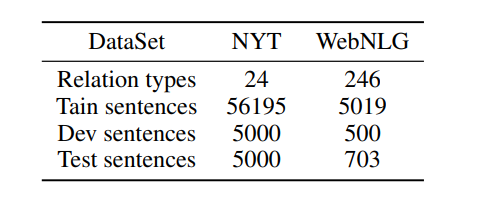 DataSet NYT WebNLG
Relation types 24 246
Tain sentences 56195 5019
Dev sentences 5000 500
Test sentences 5000 703